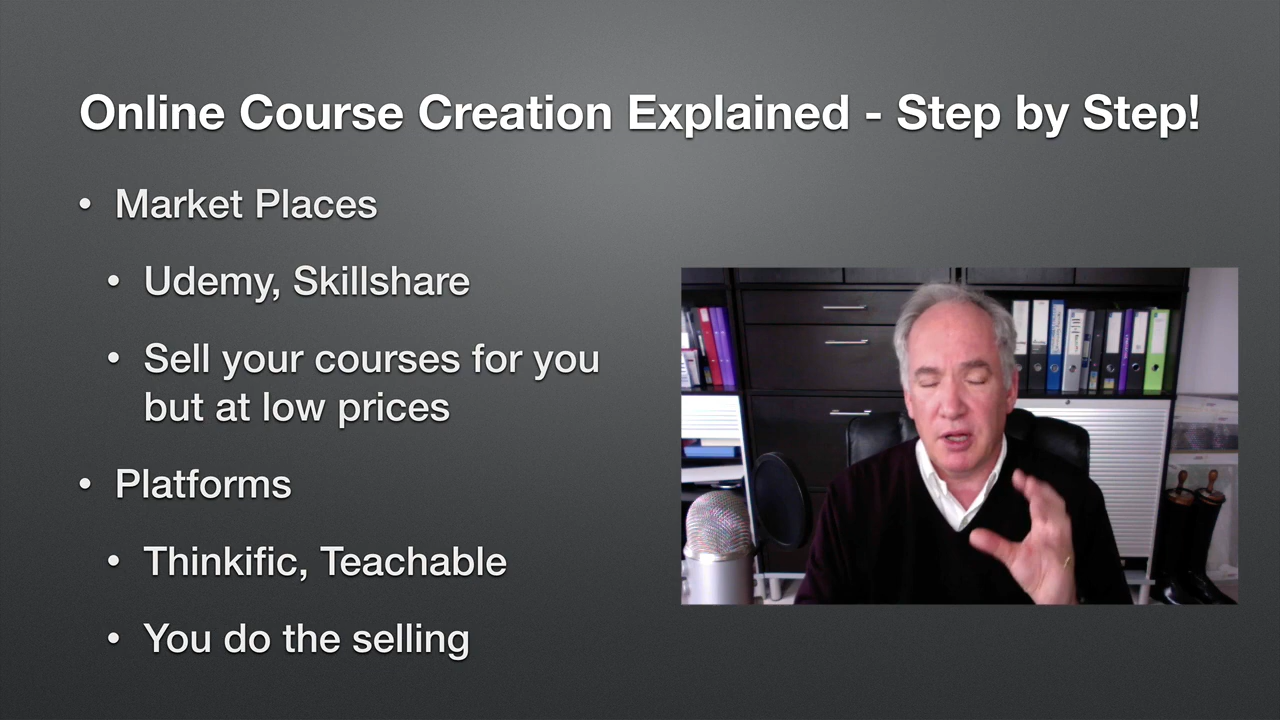 Online Course Creation Explained - Step by Step!
• Market Places
• Udemy, Skillshare
• Sell your courses for you
but at low prices
• Platforms
• Thinkific, Teachable
• You do the selling